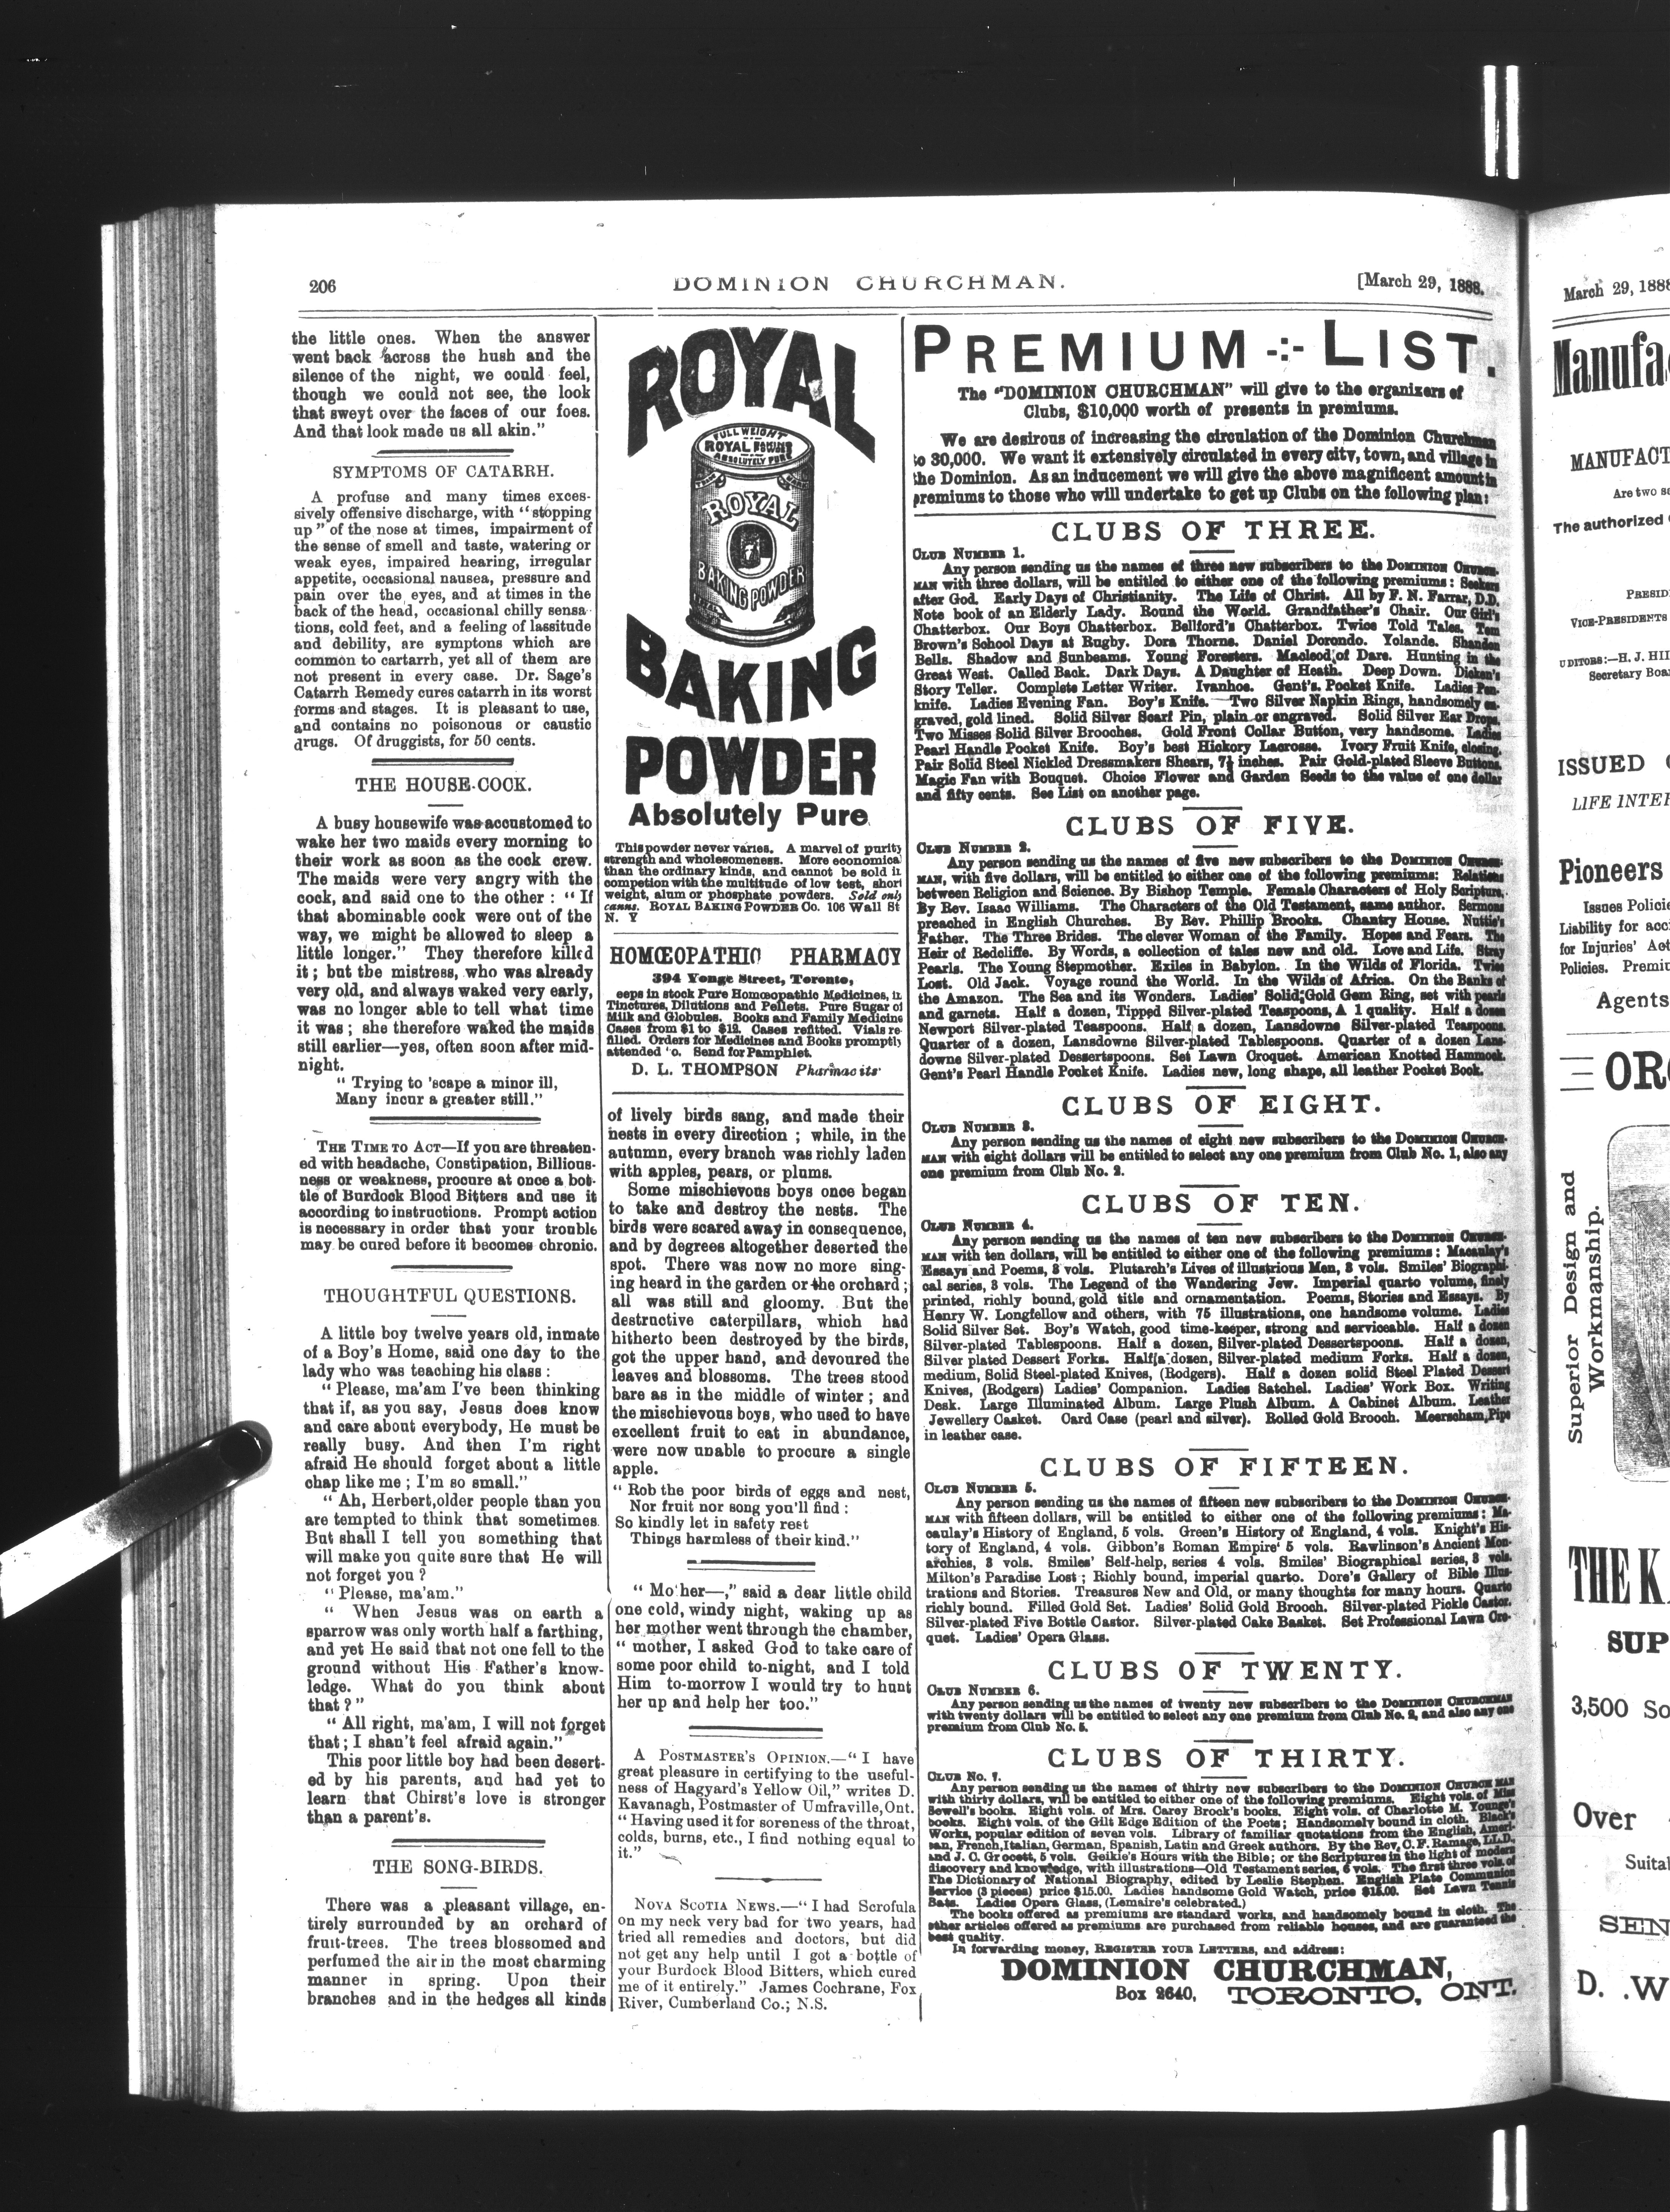 206
DOMINION CHURCHMAN.
[March 29, 1888.
the little ones. When the answer
went back across the hush and the
silence of the night, we could feel,
though we could not see, the look
that sweyt over the faces of our foes.
And that look made us all akin."
SYMPTOMS OF CATARRH.
A profuse and many times exces-
sively offensive discharge, with "stopping
up" of the nose at times, impairment of
the sense of smell and taste, watering or
weak eyes, impaired hearing, irregular
appetite, occasional nausea, pressure and
pain over the eyes, and at times in the
back of the head, occasional chilly sensa-
tions, cold feet, and a feeling of lassitude
and debility, are symptons which are
common to cartarrh, yet all of them are
not present in every case. Dr. Sage's
Catarrh Remedy cures catarrh in its worst
forms and stages. It is pleasant to use,
and contains no poisonous or caustic
drugs. Of druggists, for 50 cents.
THE HOUSE-COOK.
A busy housewife was accustomed to
wake her two maids every morning to
their work as soon as the cock crew.
The maids were very angry with the
cock, and said one to the other : " If
that abominable cock were out of the
way, we might be allowed to sleep a
little longer." They therefore killed
it ; but the mistress, who was already
very old, and always waked very early,
was no longer able to tell what time
it was ; she therefore waked the maids
still earlier—yes, often soon after mid-
night.
" Trying to 'scape a minor ill,
Many incur a greater still."
THE TIME TO ACT—If you are threaten-
ed with headache, Constipation, Billious-
ness or weakness, procure at once a bot-
tle of Burdock Blood Bitters and use it
according to instructions. Prompt action
is necessary in order that your trouble
may be cured before it becomes chronic.
THOUGHTFUL QUESTIONS.
A little boy twelve years old, inmate
of a Boy's Home, said one day to the
lady who was teaching his class :
" Please, ma'am I've been thinking
that if, as you say, Jesus does know
and care about everybody, He must be
really busy. And then I'm right
afraid He should forget about a little
chap like me ; I'm so small."
" Ah, Herbert, older people than you
are tempted to think that sometimes.
But shall I tell you something that
will make you quite sure that He will
not forget you ?
" Please, ma'am."
" When Jesus was on earth a
sparrow was only worth half a farthing,
and yet He said that not one fell to the
ground without His Father's know-
ledge. What do you think about
that ?"
" All right, ma'am, I will not forget
that ; I shan't feel afraid again."
This poor little boy had been desert-
ed by his parents, and had yet to
learn that Chirst's love is stronger
than a parent's.
THE SONG-BIRDS.
There was a pleasant village, en-
tirely surrounded by an orchard of
fruit-trees. The trees blossomed and
perfumed the air in the most charming
manner in spring. Upon their
branches and in the hedges all kinds
ROYAL
FULL WEIGHT
ROYAL POWDER
ABSOLUTELY PURE
ROYAL
BAKING POWDER
BAKING
POWDER
Absolutely Pure
This powder never varies. A marvel of purity
strength and wholesomeness. More economical
than the ordinary kinds, and cannot be sold in
competion with the multitude of low test, short
weight, alum or phosphate powders. Sold only
canns. ROYAL BAKING POWDER Co. 106 Wall St
N. Y
HOMŒOPATHIC PHARMACY
394 Yonge Street, Toronto,
eeps in stock Pure Homœopathic Medicines, in
Tinctures, Dilutions and Pellets. Pure Sugar of
Milk and Globules. Books and Family Medicine
Cases from $1 to $12. Cases refitted. Vials re-
filled. Orders for Medicines and Books promptly
attended to. Send for Pamphlet.
D. L. THOMPSON Pharmacits
of lively birds sang, and made their
nests in every direction ; while, in the
autumn, every branch was richly laden
with apples, pears, or plums.
Some mischievous boys once began
to take and destroy the nests. The
birds were scared away in consequence,
and by degrees altogether deserted the
spot. There was now no more sing-
ing heard in the garden or the orchard ;
all was still and gloomy. But the
destructive caterpillars, which had
hitherto been destroyed by the birds,
got the upper hand, and devoured the
leaves and blossoms. The trees stood
bare as in the middle of winter ; and
the mischievous boys, who used to have
excellent fruit to eat in abundance,
were now unable to procure a single
apple.
" Rob the poor birds of eggs and nest,
Nor fruit nor song you'll find :
So kindly let in safety rest
Things harmless of their kind."
" Mother—," said a dear little child
one cold, windy night, waking up as
her mother went through the chamber,
" mother, I asked God to take care of
some poor child to-night, and I told
Him to-morrow I would try to hunt
her up and help her too."
A POSTMASTER'S OPINION.—" I have
great pleasure in certifying to the useful-
ness of Hagyard's Yellow Oil," writes D.
Kavanagh, Postmaster of Umfraville, Ont.
" Having used it for soreness of the throat,
colds, burns, etc., I find nothing equal to
it."
NOVA SCOTIA NEWS.—" I had Scrofula
on my neck very bad for two years, had
tried all remedies and doctors, but did
not get any help until I got a bottle of
your Burdock Blood Bitters, which cured
me of it entirely." James Cochrane, Fox
River, Cumberland Co.; N.S.
PREMIUM -:- LIST.
The "DOMINION CHURCHMAN" will give to the organizers of
Clubs, $10,000 worth of presents in premiums.
We are desirous of increasing the circulation of the Dominion Churchman
to 30,000. We want it extensively circulated in every city, town, and village in
the Dominion. As an inducement we will give the above magnificent amount in
premiums to those who will undertake to get up Clubs on the following plan:
CLUBS OF THREE.
CLUB NUMBER 1.
Any person sending us the names of three new subscribers to the DOMINION CHURCH-
MAN with three dollars, will be entitled to either one of the following premiums: Seekers
after God. Early Days of Christianity. The Life of Christ. All by F. N. Farrar, D.D.
Note book of an Elderly Lady. Round the World. Grandfather's Chair. Our Girl's
Chatterbox. Our Boys Chatterbox. Bellford's Chatterbox. Twice Told Tales. Tom
Brown's School Days at Rugby. Dora Thorne. Daniel Dorondo. Yolande. Shandon
Bells. Shadow and Sunbeams. Young Foresters. Macleod of Dare. Hunting in the
Great West. Called Back. Dark Days. A Daughter of Heath. Deep Down. Dicken's
Story Teller. Complete Letter Writer. Ivanhoe. Gent's. Pocket Knife. Ladies Pen-
knife. Ladies Evening Fan. Boy's Knife. Two Silver Napkin Rings, handsomely en-
graved, gold lined. Solid Silver Scarf Pin, plain or engraved. Solid Silver Ear Drops.
Two Misses Solid Silver Brooches. Gold Front Collar Button, very handsome. Ladies
Pearl Handle Pocket Knife. Boy's best Hickory Lacrosse. Ivory Fruit Knife, closing.
Pair Solid Steel Nickled Dressmakers Shears, 7½ inches. Pair Gold-plated Sleeve Buttons.
Magic Fan with Bouquet. Choice Flower and Garden Seeds to the value of one dollar
and fifty cents. See List on another page.
CLUBS OF FIVE.
CLUB NUMBER 2.
Any person sending us the names of five new subscribers to the DOMINION CHURCH-
MAN, with five dollars, will be entitled to either one of the following premiums: Relations
between Religion and Science. By Bishop Temple. Female Characters of Holy Scripture.
By Rev. Isaac Williams. The Characters of the Old Testament, same author. Sermons
preached in English Churches. By Rev. Phillip Brooks. Chantry House. Nuttie's
Father. The Three Brides. The clever Woman of the Family. Hopes and Fears. The
Heir of Redcliffe. By Words, a collection of tales new and old. Love and Life. Stray
Pearls. The Young Stepmother. Exiles in Babylon. In the Wilds of Florida. Twice
Lost. Old Jack. Voyage round the World. In the Wilds of Africa. On the Banks of
the Amazon. The Sea and its Wonders. Ladies' Solid Gold Gem Ring, set with pearls
and garnets. Half a dozen, Tipped Silver-plated Teaspoons, A 1 quality. Half a dozen
Newport Silver-plated Teaspoons. Half a dozen, Lansdowne Silver-plated Teaspoons.
Quarter of a dozen, Lansdowne Silver-plated Tablespoons. Quarter of a dozen Lans-
downe Silver-plated Dessertspoons. Set Lawn Croquet. American Knotted Hammock.
Gent's Pearl Handle Pocket Knife. Ladies new, long shape, all leather Pocket Book.
CLUBS OF EIGHT.
CLUB NUMBER 3.
Any person sending us the names of eight new subscribers to the DOMINION CHURCH-
MAN with eight dollars will be entitled to select any one premium from Club No. 1, also any
one premium from Club No. 2.
CLUBS OF TEN.
CLUB NUMBER 4.
Any person sending us the names of ten new subscribers to the DOMINION CHURCH-
MAN with ten dollars, will be entitled to either one of the following premiums: Macaulay's
Essays and Poems, 3 vols. Plutarch's Lives of illustrious Men, 3 vols. Smiles' Biographi-
cal series, 3 vols. The Legend of the Wandering Jew. Imperial quarto volume, finely
printed, richly bound, gold title and ornamentation. Poems, Stories and Essays. By
Henry W. Longfellow and others, with 75 illustrations, one handsome volume. Ladies
Solid Silver Set. Boy's Watch, good time-keeper, strong and serviceable. Half a dozen
Silver-plated Tablespoons. Half a dozen, Silver-plated Dessertspoons. Half a dozen,
Silver plated Dessert Forks. Half a dozen, Silver-plated medium Forks. Half a dozen,
medium, Solid Steel-plated Knives, (Rodgers). Half a dozen solid Steel Plated Dessert
Knives, (Rodgers) Ladies' Companion. Ladies Satchel. Ladies' Work Box. Writing
Desk. Large Illuminated Album. Large Plush Album. A Cabinet Album. Leather
Jewellery Casket. Card Case (pearl and silver). Rolled Gold Brooch. Meerscham Pipe
in leather case.
CLUBS OF FIFTEEN.
CLUB NUMBER 5.
Any person sending us the names of fifteen new subscribers to the DOMINION CHURCH-
MAN with fifteen dollars, will be entitled to either one of the following premiums: Ma-
caulay's History of England, 5 vols. Green's History of England, 4 vols. Knight's His-
tory of England, 4 vols. Gibbon's Roman Empire 5 vols. Rawlinson's Ancient Mon-
archies, 3 vols. Smiles' Self-help, series 4 vols. Smiles' Biographical series, 3 vols.
Milton's Paradise Lost ; Richly bound, imperial quarto. Dore's Gallery of Bible Illus-
trations and Stories. Treasures New and Old, or many thoughts for many hours. Quarto
richly bound. Filled Gold Set. Ladies' Solid Gold Brooch. Silver-plated Pickle Castor.
Silver-plated Five Bottle Castor. Silver-plated Cake Basket. Set Professional Lawn Cro-
quet. Ladies' Opera Glass.
CLUBS OF TWENTY.
CLUB NUMBER 6.
Any person sending us the names of twenty new subscribers to the DOMINION CHURCHMAN
with twenty dollars will be entitled to select any one premium from Club No. 2, and also any one
premium from Club No. 5.
CLUBS OF THIRTY.
CLUB No. 7.
Any person sending us the names of thirty new subscribers to the DOMINION CHURCHMAN
with thirty dollars, will be entitled to either one of the following premiums. Eight vols. of Miss
Sewell's books. Eight vols. of Mrs. Carey Brock's books. Eight vols. of Charlotte M. Younge's
books. Eight vols. of the Gilt Edge Edition of the Poets; Handsomely bound in cloth. Black's
Works, popular edition of seven vols. Library of familiar quotations from the English, Ameri-
can, French, Italian, German, Spanish, Latin and Greek authors. By the Rev. C. F. Ramage, LL.D.,
and J. C. Grocott, 5 vols. Geikie's Hours with the Bible; or the Scriptures in the light of modern
discovery and knowledge, with illustrations—Old Testament series, 6 vols. The first three vols. of
The Dictionary of National Biography, edited by Leslie Stephen. English Plate Communion
Service (3 pieces) price $15.00. Ladies handsome Gold Watch, price $15.00. Set Lawn Tennis
Bats. Ladies Opera Glass, (Lemaire's celebrated.)
The books offered as premiums are standard works, and handsomely bound in cloth. The
other articles offered as premiums are purchased from reliable houses, and are guaranteed the
best quality.
In forwarding money, REGISTER YOUR LETTERS, and address:
DOMINION CHURCHMAN,
Box 2640, TORONTO, ONT.
March 29, 1888
Manufac
MANUFACT
Are two se
The authorized
PRESID
VICE-PRESIDENTS
UDITORS:—H. J. HIL
Secretary Boar
ISSUED
LIFE INTER
Pioneers
Issues Policie
Liability for acc
for Injuries' Act
Policies. Premiu
Agents
ORG
Superior Design and
Workmanship.
THE K
SUP
3,500 So
Over
Suital
SEN
D. W